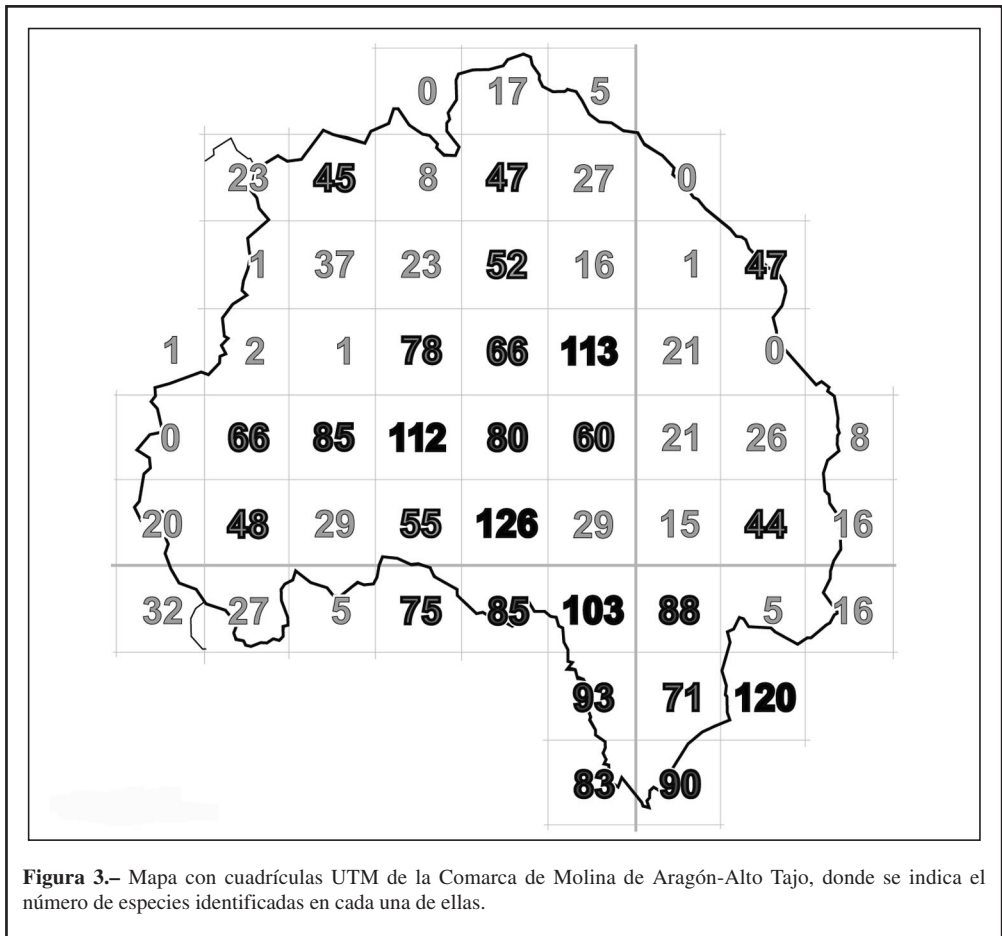 0 17 5
23 45 8 47 27 0
1 37 23 52 16 1 47
1 2 1 78 66 113 21 0
0 66 85 112 80 60 21 26 8
20 48 29 55 126 29 15 44 16
32 27 5 75 85 103 88 5 16
93 71 120
83 90
Figura 3.– Mapa con cuadrículas UTM de la Comarca de Molina de Aragón-Alto Tajo, donde se indica el
número de especies identificadas en cada una de ellas.